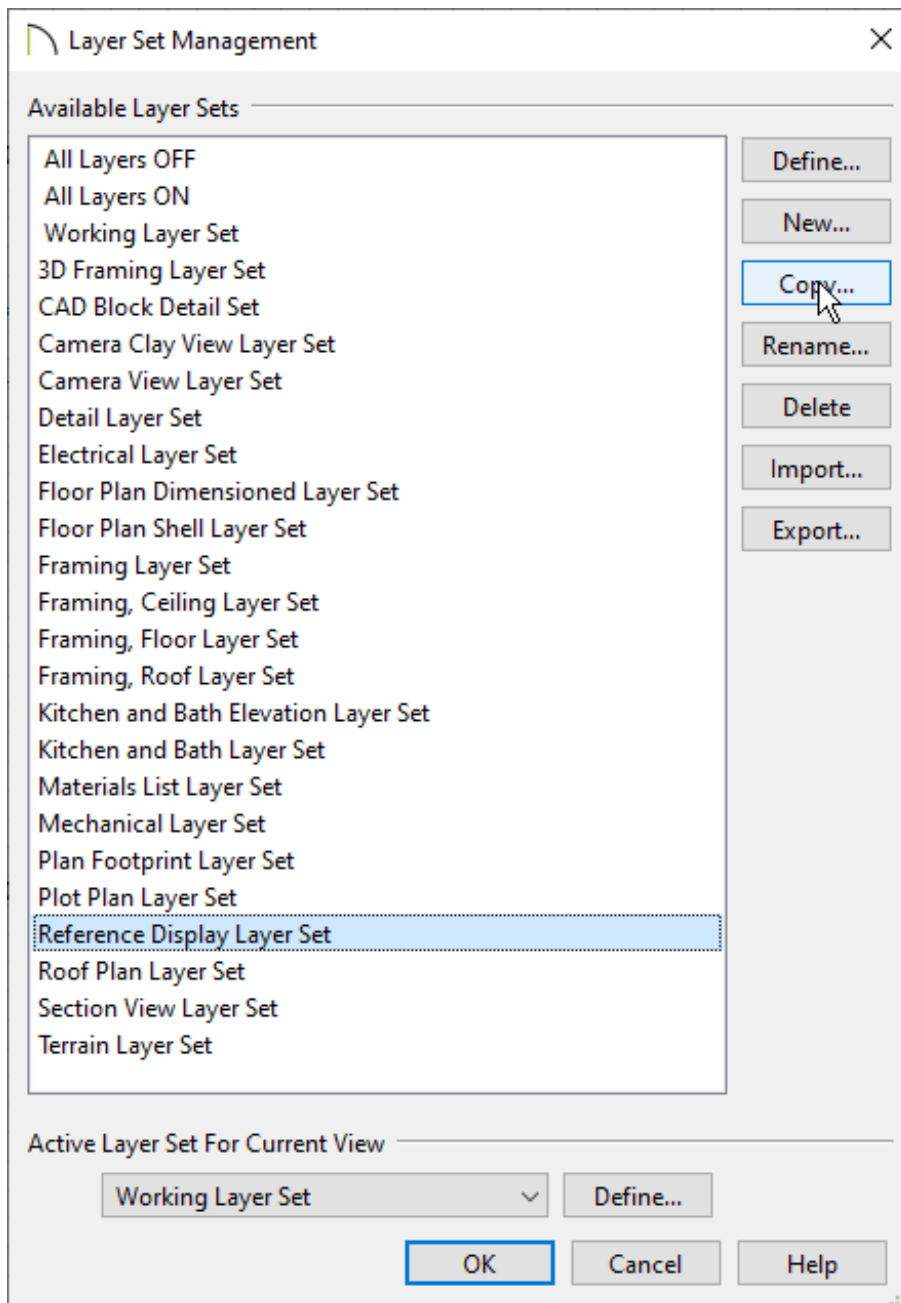 Layer Set Management
Available Layer Sets
All Layers OFF
All Layers ON
Working Layer Set
3D Framing Layer Set
CAD Block Detail Set
Camera Clay View Layer Set
Camera View Layer Set
Detail Layer Set
Electrical Layer Set
Floor Plan Dimensioned Layer Set
Floor Plan Shell Layer Set
Framing Layer Set
Framing, Ceiling Layer Set
Framing, Floor Layer Set
Framing, Roof Layer Set
Kitchen and Bath Elevation Layer Set
Kitchen and Bath Layer Set
Materials List Layer Set
Mechanical Layer Set
Plan Footprint Layer Set
Plot Plan Layer Set
Reference Display Layer Set
Roof Plan Layer Set
Section View Layer Set
Terrain Layer Set
Define...
New...
Copy...
Rename...
Delete
Import...
Export...
Active Layer Set For Current View
Working Layer Set
Define...
OK
Cancel
Help